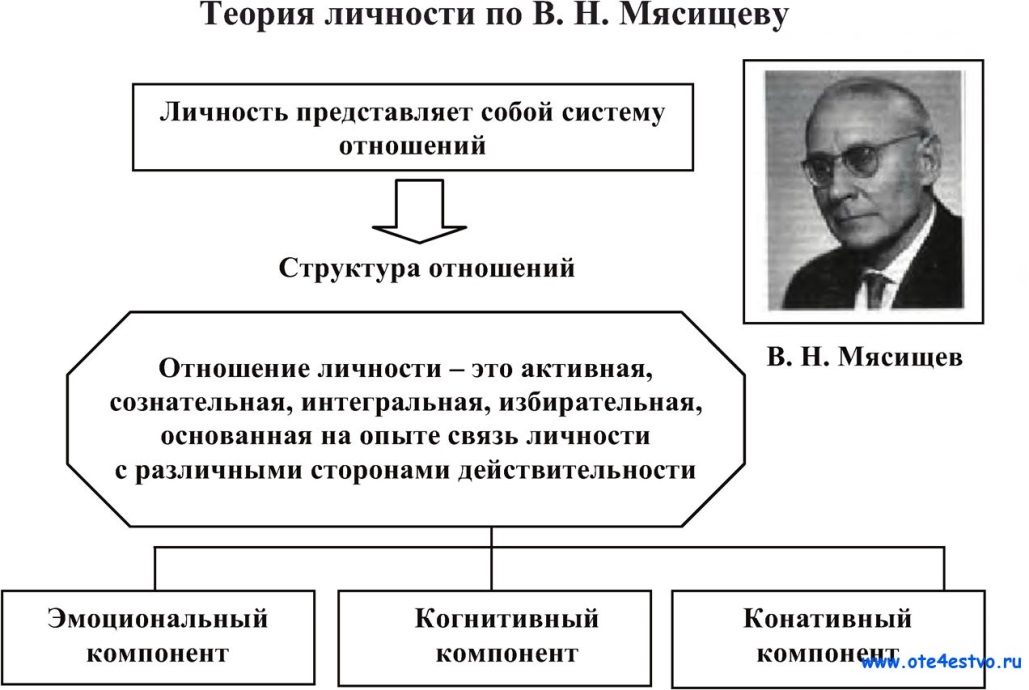 Теория личности по В. Н. Мясищеву
Личность представляет собой систему
отношений
Структура отношений
В. Н. Мясищев
Отношение личности – это активная,
сознательная, интегральная, избирательная,
основанная на опыте связь личности
с различными сторонами действительности
Эмоциональный
компонент
Когнитивный
компонент
Конативный
компонент
www.ote4estvo.ru